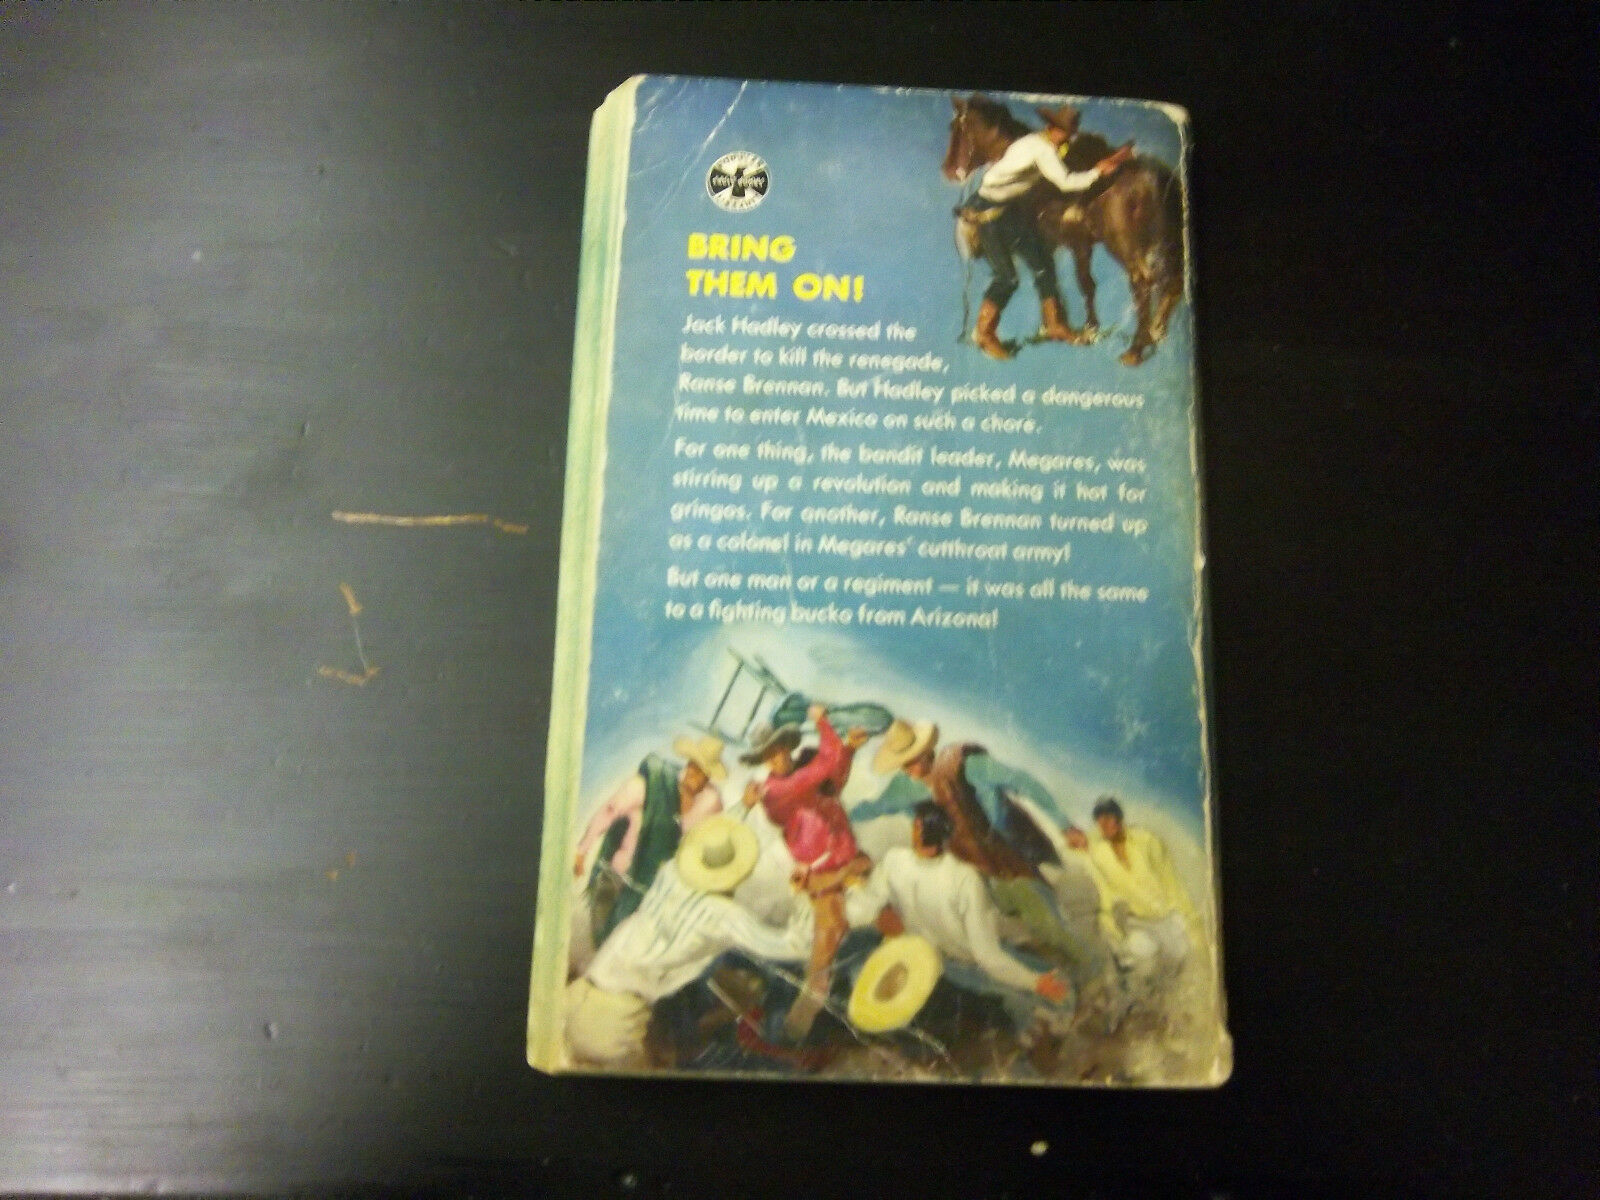 BRING
THEM ON!
Jack Hadley crossed the
border to kill the renegade,
Ranse Brennan. But Hadley picked a dangerous
time to enter Mexico on such a chore.
For one thing, the bandit leader, Megares, was
stirring up a revolution and making it hot for
gringos. For another, Ranse Brennan turned up
as a colonel in Megares' cutthroat army!
But one man or a regiment — it was all the same
to a fighting bucko from Arizona!